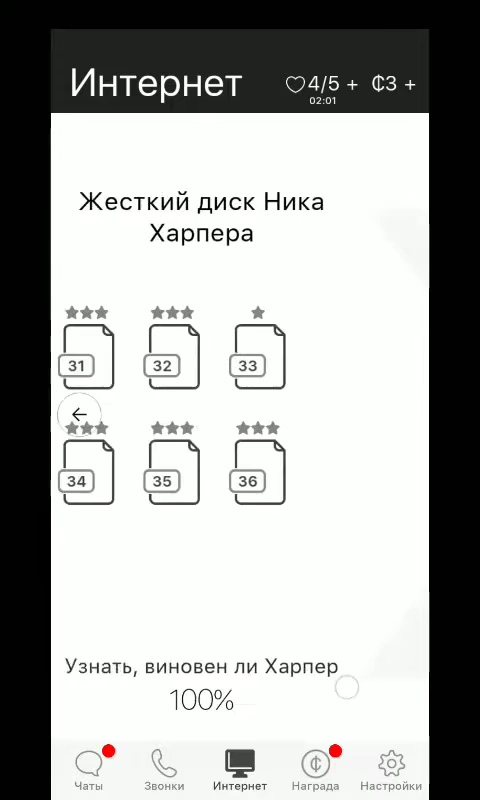 Интернет
4/5 + ₵3 +
02:01
Жесткий диск Ника
Харпера
31 32 33
34 35 36
Узнать, виновен ли Харпер
100%
Чаты Звонки Интернет Награда Настройки